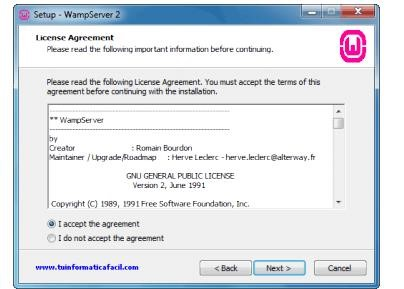 Setup - WampServer 2
License Agreement
Please read the following important information before continuing.
Please read the following License Agreement. You must accept the terms of this
agreement before continuing with the installation.
------------------------------------------------------------
** WampServer
------------------------------------------------------------
by
Creator : Romain Bourdon
Maintainer / Upgrade/Roadmap : Herve Leclerc - herve.leclerc@alterway.fr
GNU GENERAL PUBLIC LICENSE
Version 2, June 1991
Copyright (C) 1989, 1991 Free Software Foundation, Inc.
I accept the agreement
I do not accept the agreement
www.tuinformaticafacil.com
< Back
Next >
Cancel